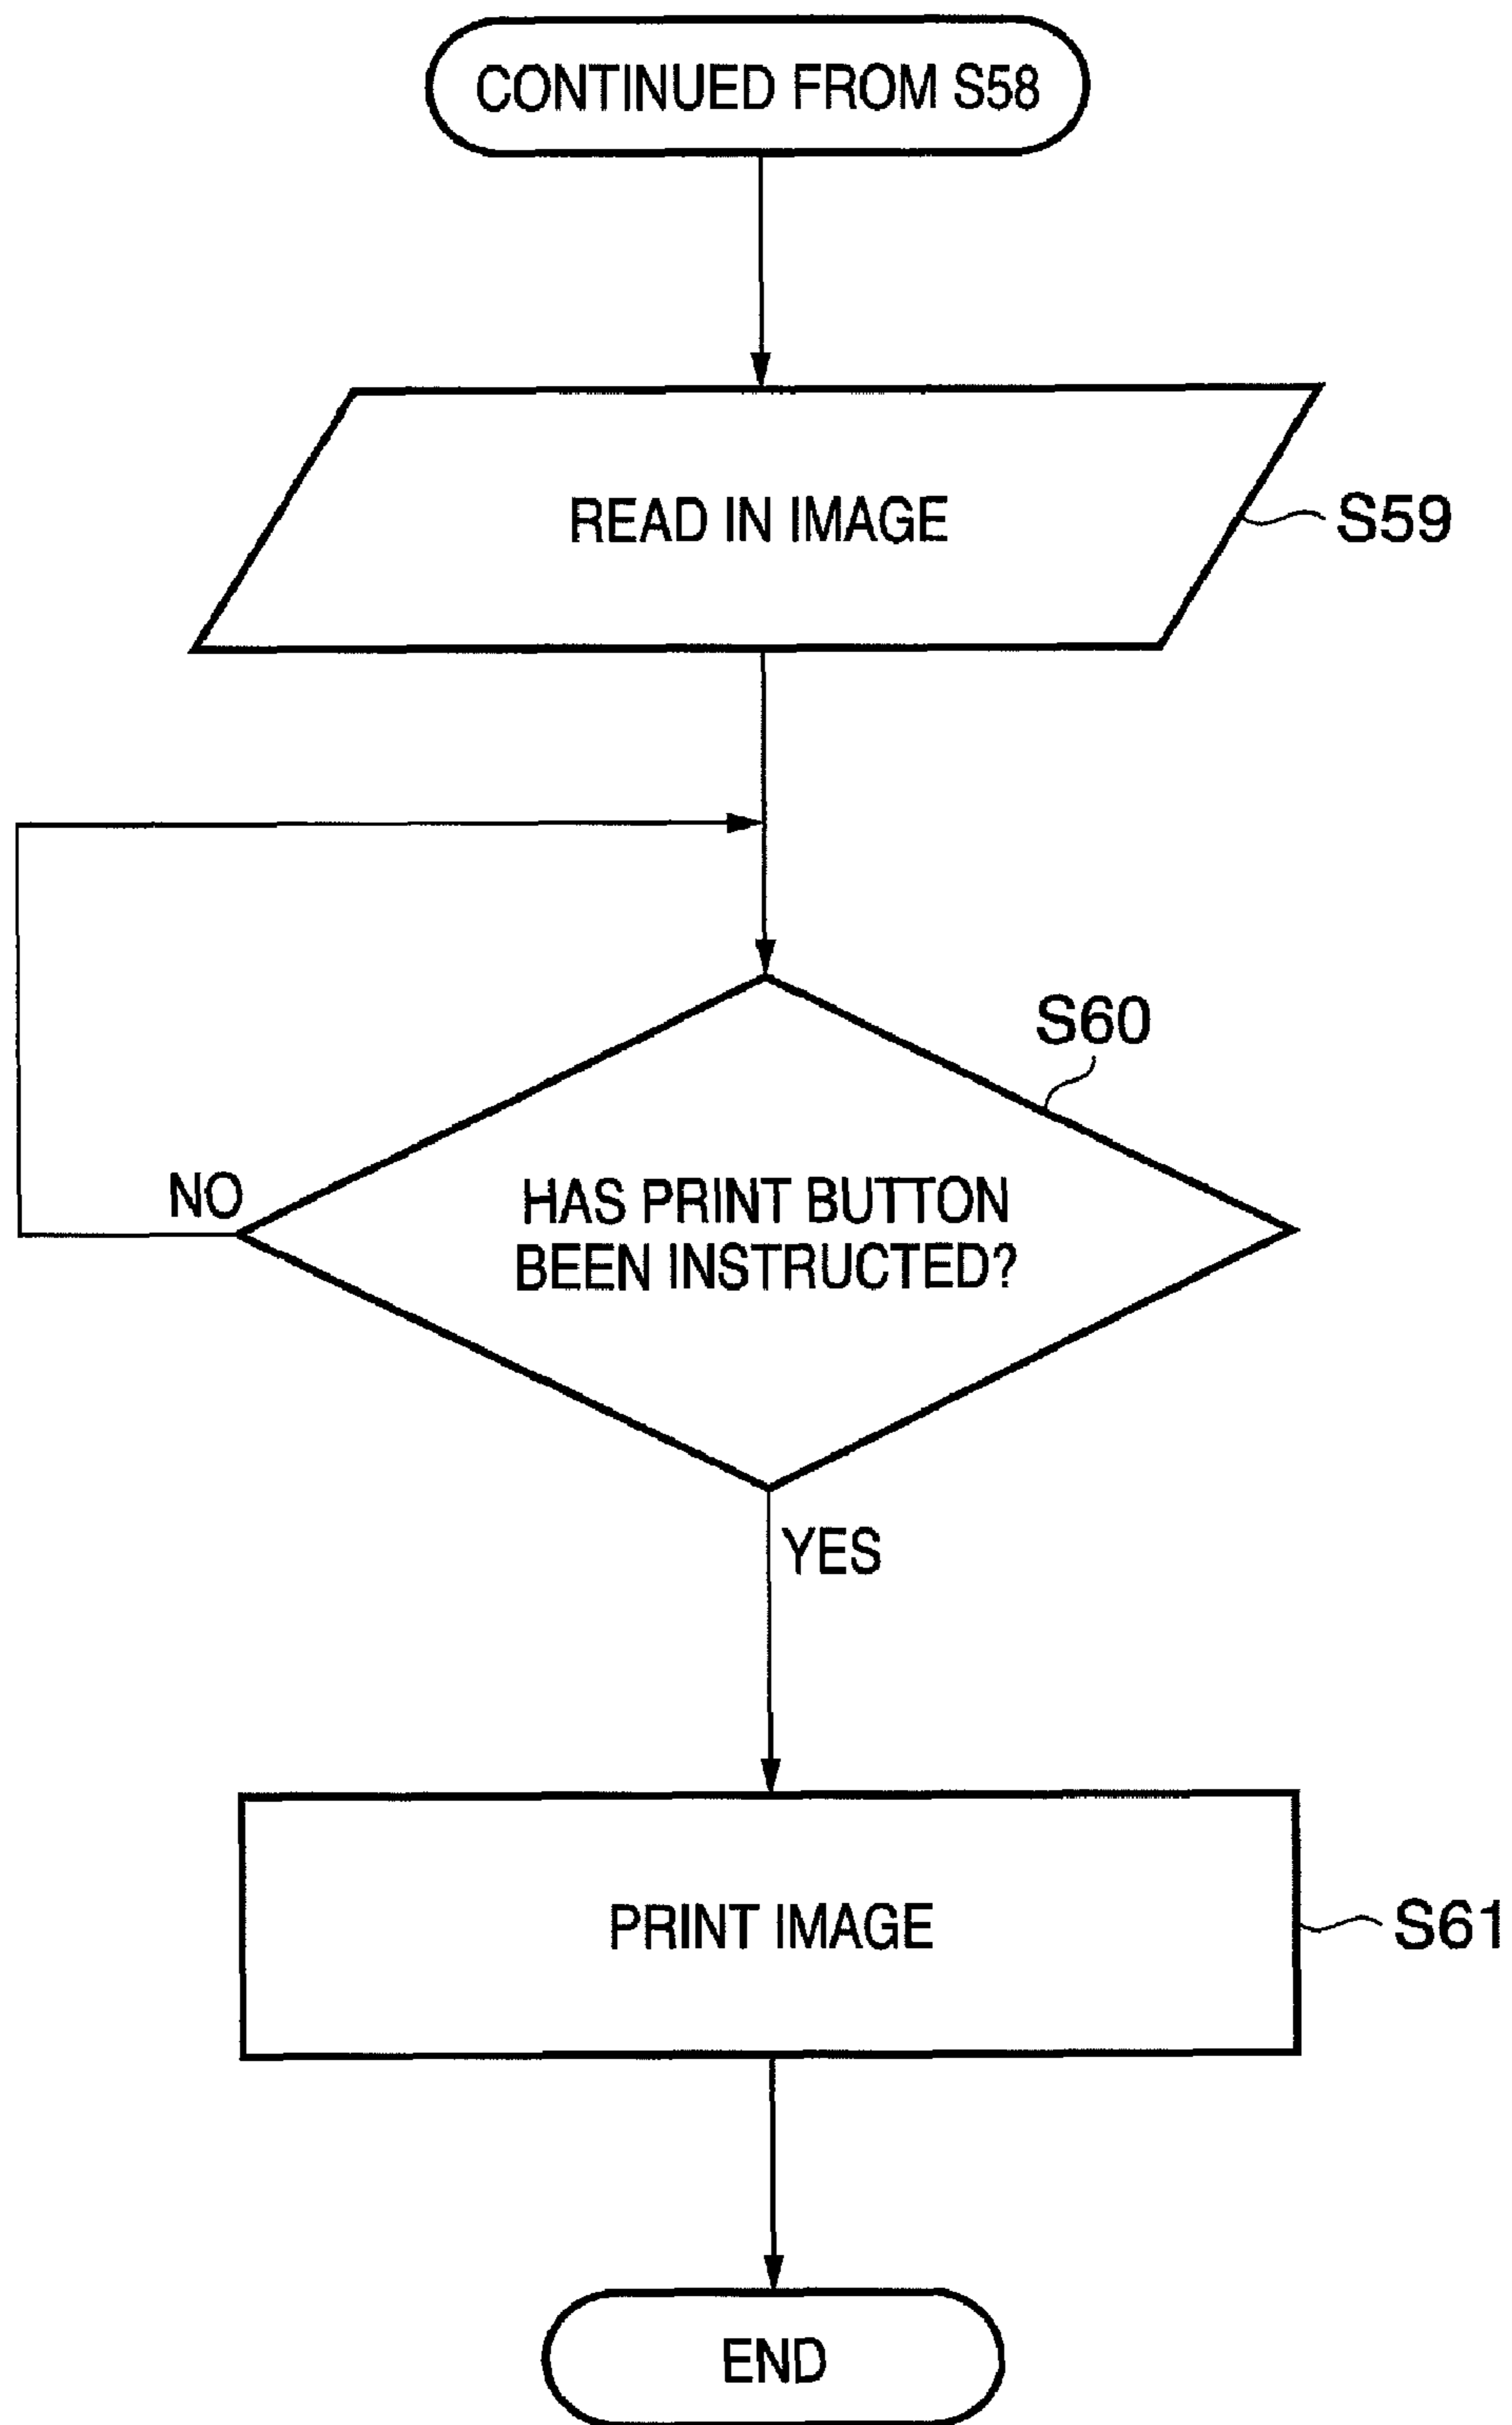 CONTINUED FROM S58
READ IN IMAGE
S59
S60
NO
HAS PRINT BUTTON
BEEN INSTRUCTED?
YES
PRINT IMAGE
S61
END